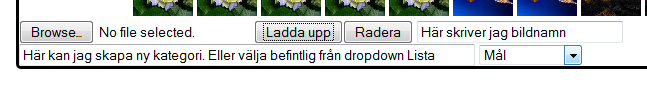 Browse... No file selected. Ladda upp Radera Här skriver jag bildnamn
Här kan jag skapa ny kategori. Eller välja befintlig från dropdown Lista Mål